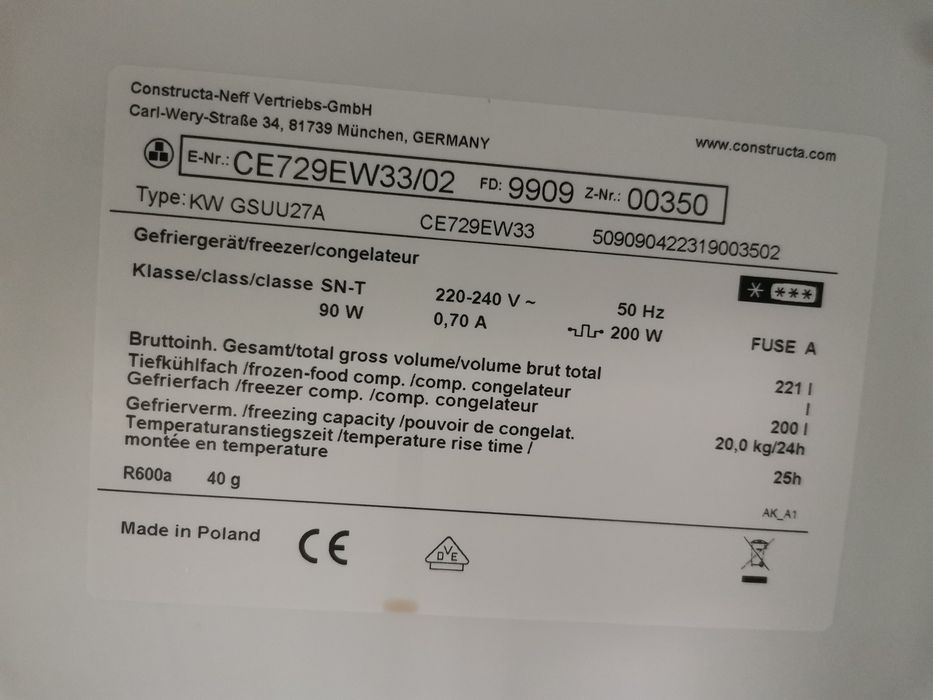 Constructa-Neff Vertriebs-GmbH
Carl-Wery-Straße 34, 81739 München, GERMANY
www.constructa.com
E-Nr.: CE729EW33/02 FD: 9909 Z-Nr.: 00350
Type: KW GSUU27A CE729EW33 509090422319003502
Gefriergerät/freezer/congelateur
Klasse/class/classe SN-T 220-240 V ~ 50 Hz
90 W 0,70 A 200 W FUSE A
Bruttoinh. Gesamt/total gross volume/volume brut total 221 l
Tiefkühlfach /frozen-food comp. /comp. congelateur l
Gefrierfach /freezer comp. /comp. congelateur 200 l
Gefrierverm. /freezing capacity /pouvoir de congelat. 20,0 kg/24h
Temperaturanstiegszeit /temperature rise time /
montée en temperature 25h
R600a 40 g
AK_A1
Made in Poland CE DVE